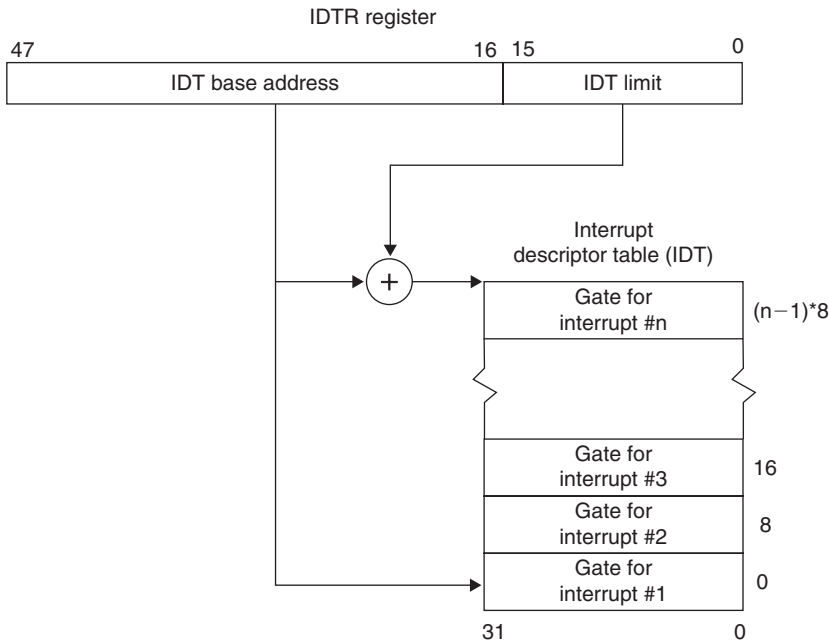 IDTR register
47 16 15 0
IDT base address IDT limit
Interrupt
descriptor table (IDT)
+
Gate for
interrupt #n
(n−1)*8
Gate for
interrupt #3
16
Gate for
interrupt #2
8
Gate for
interrupt #1
0
31 0